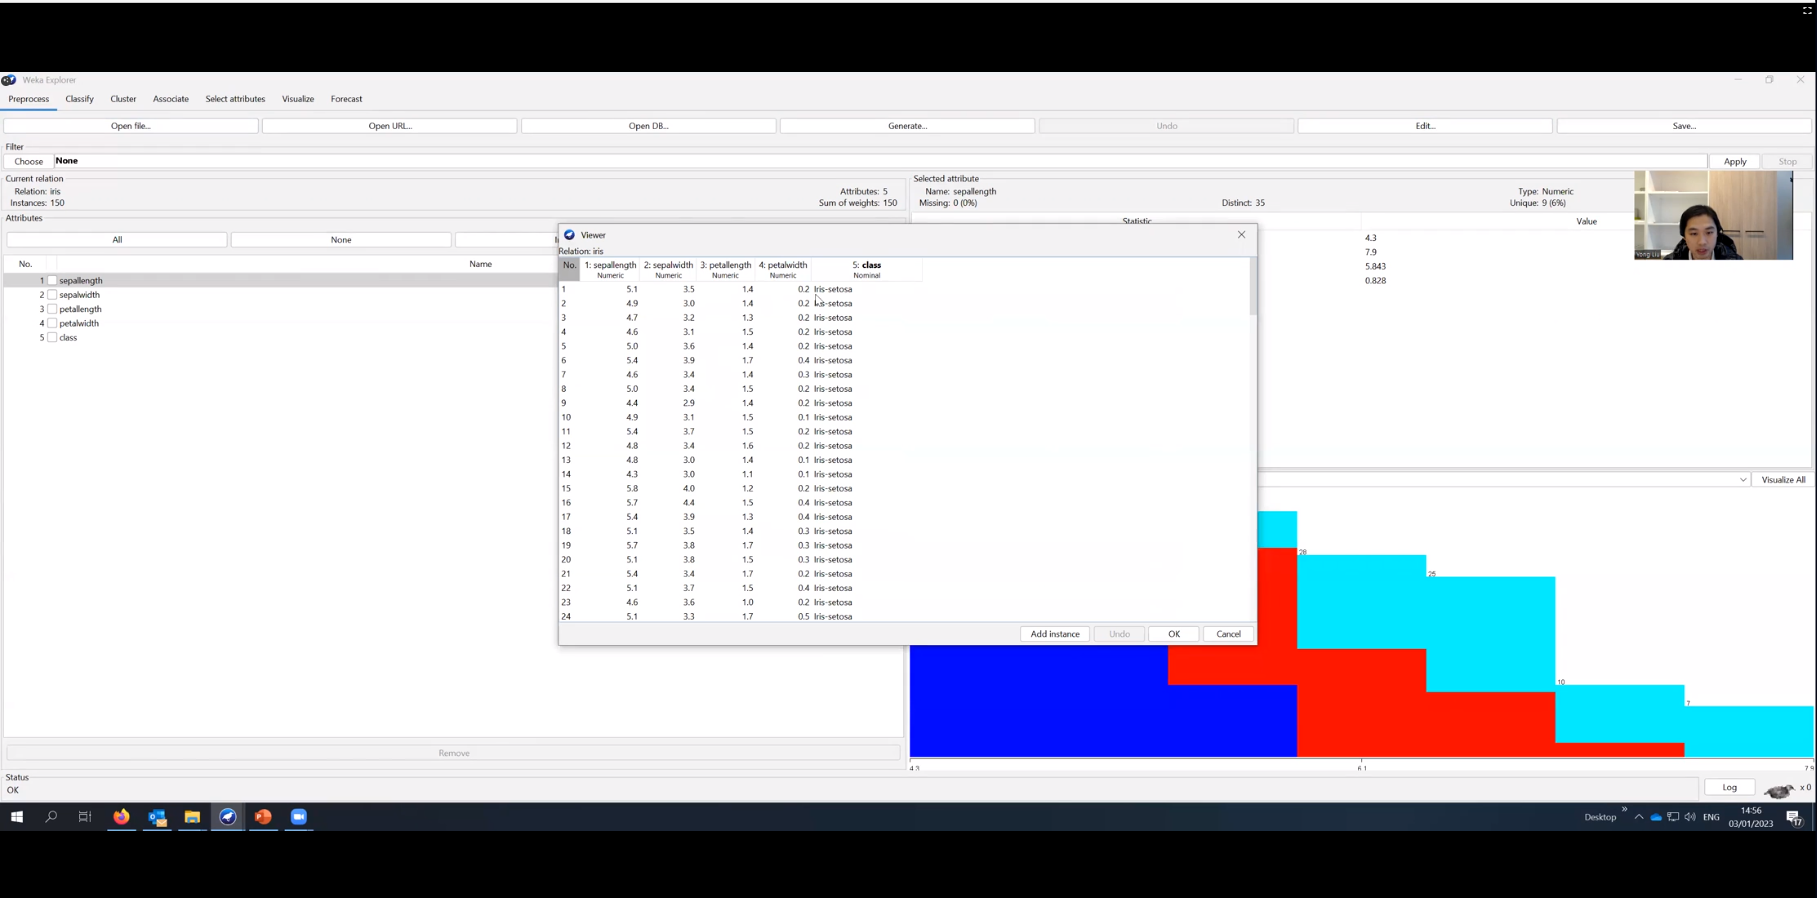 Weka Explorer
Preprocess Classify Cluster Associate Select attributes Visualize Forecast
Open file... Open URL... Open DB... Generate... Undo Edit... Save...
Filter
Choose None Apply Stop
Current relation
Relation: iris Attributes: 5
Instances: 150 Sum of weights: 150
Selected attribute
Name: sepallength Type: Numeric
Missing: 0 (0%) Distinct: 35 Unique: 9 (6%)
Attributes
All None
No. Name
1 sepallength
2 sepalwidth
3 petallength
4 petalwidth
5 class
Statistic Value
4.3
7.9
5.843
0.828
Yong Liu
Viewer
Relation: iris
No. 1: sepallength 2: sepalwidth 3: petallength 4: petalwidth 5: class
Numeric Numeric Numeric Numeric Nominal
1 5.1 3.5 1.4 0.2 Iris-setosa
2 4.9 3.0 1.4 0.2 Iris-setosa
3 4.7 3.2 1.3 0.2 Iris-setosa
4 4.6 3.1 1.5 0.2 Iris-setosa
5 5.0 3.6 1.4 0.2 Iris-setosa
6 5.4 3.9 1.7 0.4 Iris-setosa
7 4.6 3.4 1.4 0.3 Iris-setosa
8 5.0 3.4 1.5 0.2 Iris-setosa
9 4.4 2.9 1.4 0.2 Iris-setosa
10 4.9 3.1 1.5 0.1 Iris-setosa
11 5.4 3.7 1.5 0.2 Iris-setosa
12 4.8 3.4 1.6 0.2 Iris-setosa
13 4.8 3.0 1.4 0.1 Iris-setosa
14 4.3 3.0 1.1 0.1 Iris-setosa
15 5.8 4.0 1.2 0.2 Iris-setosa
16 5.7 4.4 1.5 0.4 Iris-setosa
17 5.4 3.9 1.3 0.4 Iris-setosa
18 5.1 3.5 1.4 0.3 Iris-setosa
19 5.7 3.8 1.7 0.3 Iris-setosa
20 5.1 3.8 1.5 0.3 Iris-setosa
21 5.4 3.4 1.7 0.2 Iris-setosa
22 5.1 3.7 1.5 0.4 Iris-setosa
23 4.6 3.6 1.0 0.2 Iris-setosa
24 5.1 3.3 1.7 0.5 Iris-setosa
Add instance Undo OK Cancel
Visualize All
28
25
10
7
4.3 6.1 7.9
Remove
Status
OK
Log x 0
Desktop ENG 14:56
03/01/2023
17